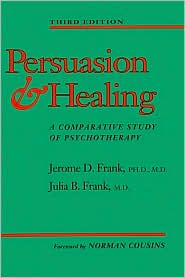 THIRD EDITION
Persuasion
& Healing
A COMPARATIVE STUDY
OF PSYCHOTHERAPY
Jerome D. Frank, PH.D., M.D.
Julia B. Frank, M.D.
Foreword by NORMAN COUSINS